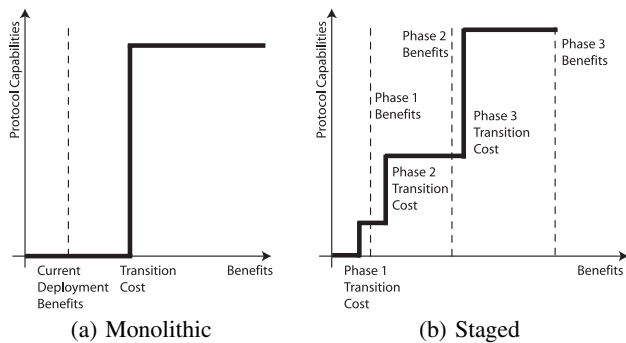 Protocol Capabilities
Current
Deployment
Benefits
Transition
Cost
Benefits
(a) Monolithic
Protocol Capabilities
Phase 1
Benefits
Phase 2
Benefits
Phase 3
Benefits
Phase 3
Transition
Cost
Phase 2
Transition
Cost
Phase 1
Transition
Cost
Benefits
(b) Staged